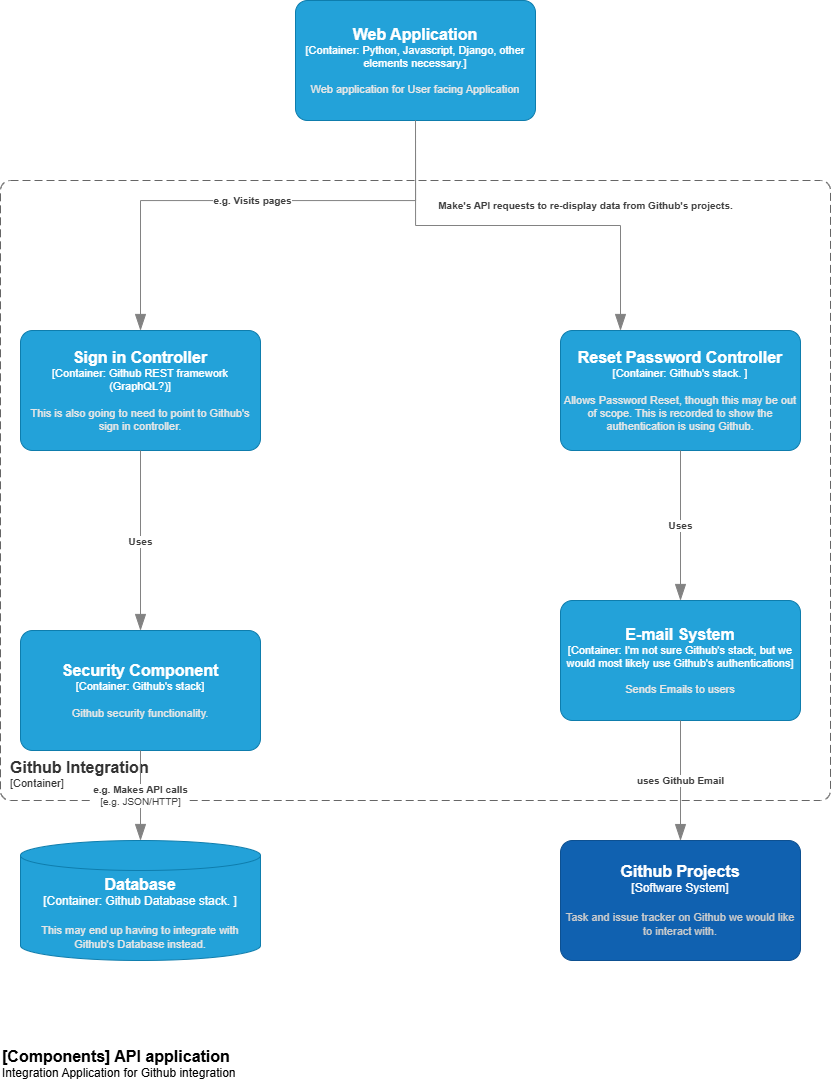 Web Application
[Container: Python, Javascript, Django, other
elements necessary.]
Web application for User facing Application
e.g. Visits pages
Make's API requests to re-display data from Github's projects.
Sign in Controller
[Container: Github REST framework
(GraphQL?)]
This is also going to need to point to Github's
sign in controller.
Reset Password Controller
[Container: Github's stack. ]
Allows Password Reset, though this may be out
of scope. This is recorded to show the
authentication is using Github.
Uses
Uses
Security Component
[Container: Github's stack]
Github security functionality.
E-mail System
[Container: I'm not sure Github's stack, but we
would most likely use Github's authentications]
Sends Emails to users
Github Integration
[Container]
e.g. Makes API calls
[e.g. JSON/HTTP]
uses Github Email
Database
[Container: Github Database stack. ]
This may end up having to integrate with
Github's Database instead.
Github Projects
[Software System]
Task and issue tracker on Github we would like
to interact with.
[Components] API application
Integration Application for Github integration